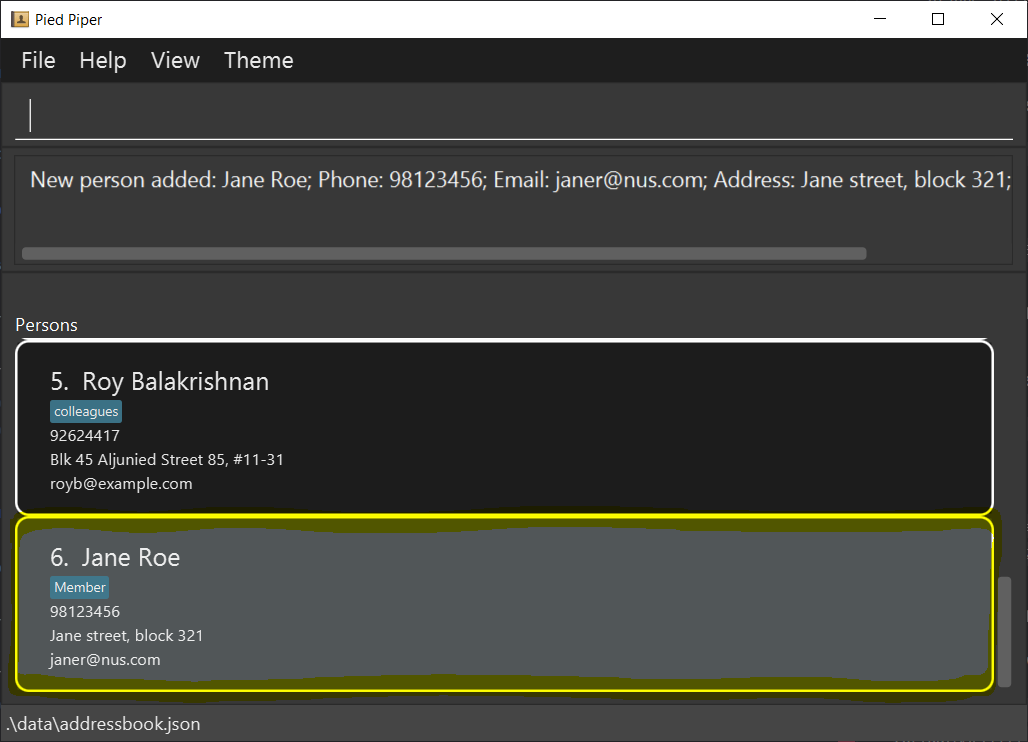 Pied Piper
File Help View Theme
New person added: Jane Roe; Phone: 98123456; Email: janer@nus.com; Address: Jane street, block 321;
Persons
5. Roy Balakrishnan
colleagues
92624417
Blk 45 Aljunied Street 85, #11-31
royb@example.com
6. Jane Roe
Member
98123456
Jane street, block 321
janer@nus.com
.\data\addressbook.json